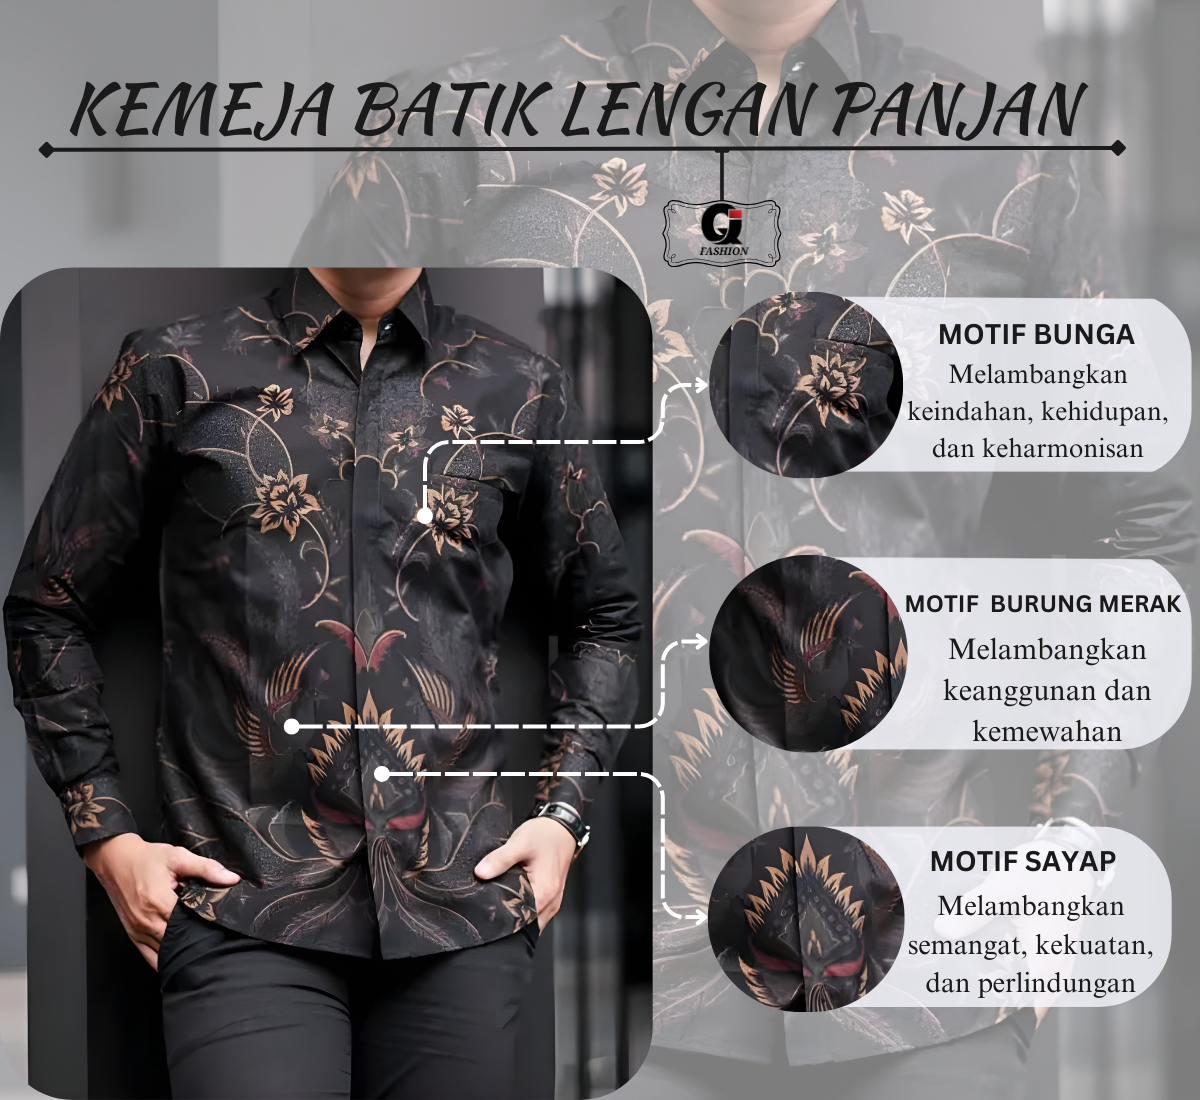 KEMEJA BATIK LENGAN PANJAN
GJ
FASHION
MOTIF BUNGA
Melambangkan
keindahan, kehidupan,
dan keharmonisan
MOTIF BURUNG MERAK
Melambangkan
keanggunan dan
kemewahan
MOTIF SAYAP
Melambangkan
semangat, kekuatan,
dan perlindungan